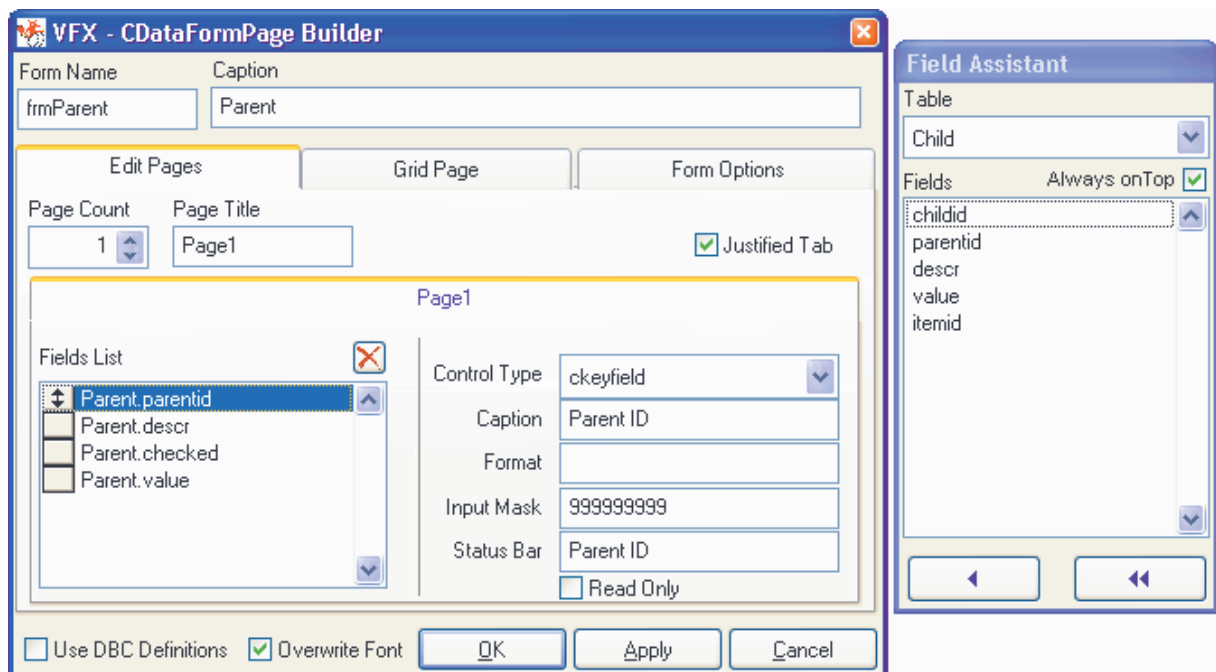 VFX - CDataFormPage Builder
Form Name
Caption
frmParent
Parent
Edit Pages
Grid Page
Form Options
Page Count
Page Title
1
Page1
Justified Tab
Page1
Fields List
Parent.parentid
Parent.descr
Parent.checked
Parent.value
Control Type
ckeyfield
Caption
Parent ID
Format
Input Mask
999999999
Status Bar
Parent ID
Read Only
Use DBC Definitions
Overwrite Font
OK
Apply
Cancel
Field Assistant
Table
Child
Fields
Always onTop
childid
parentid
descr
value
itemid